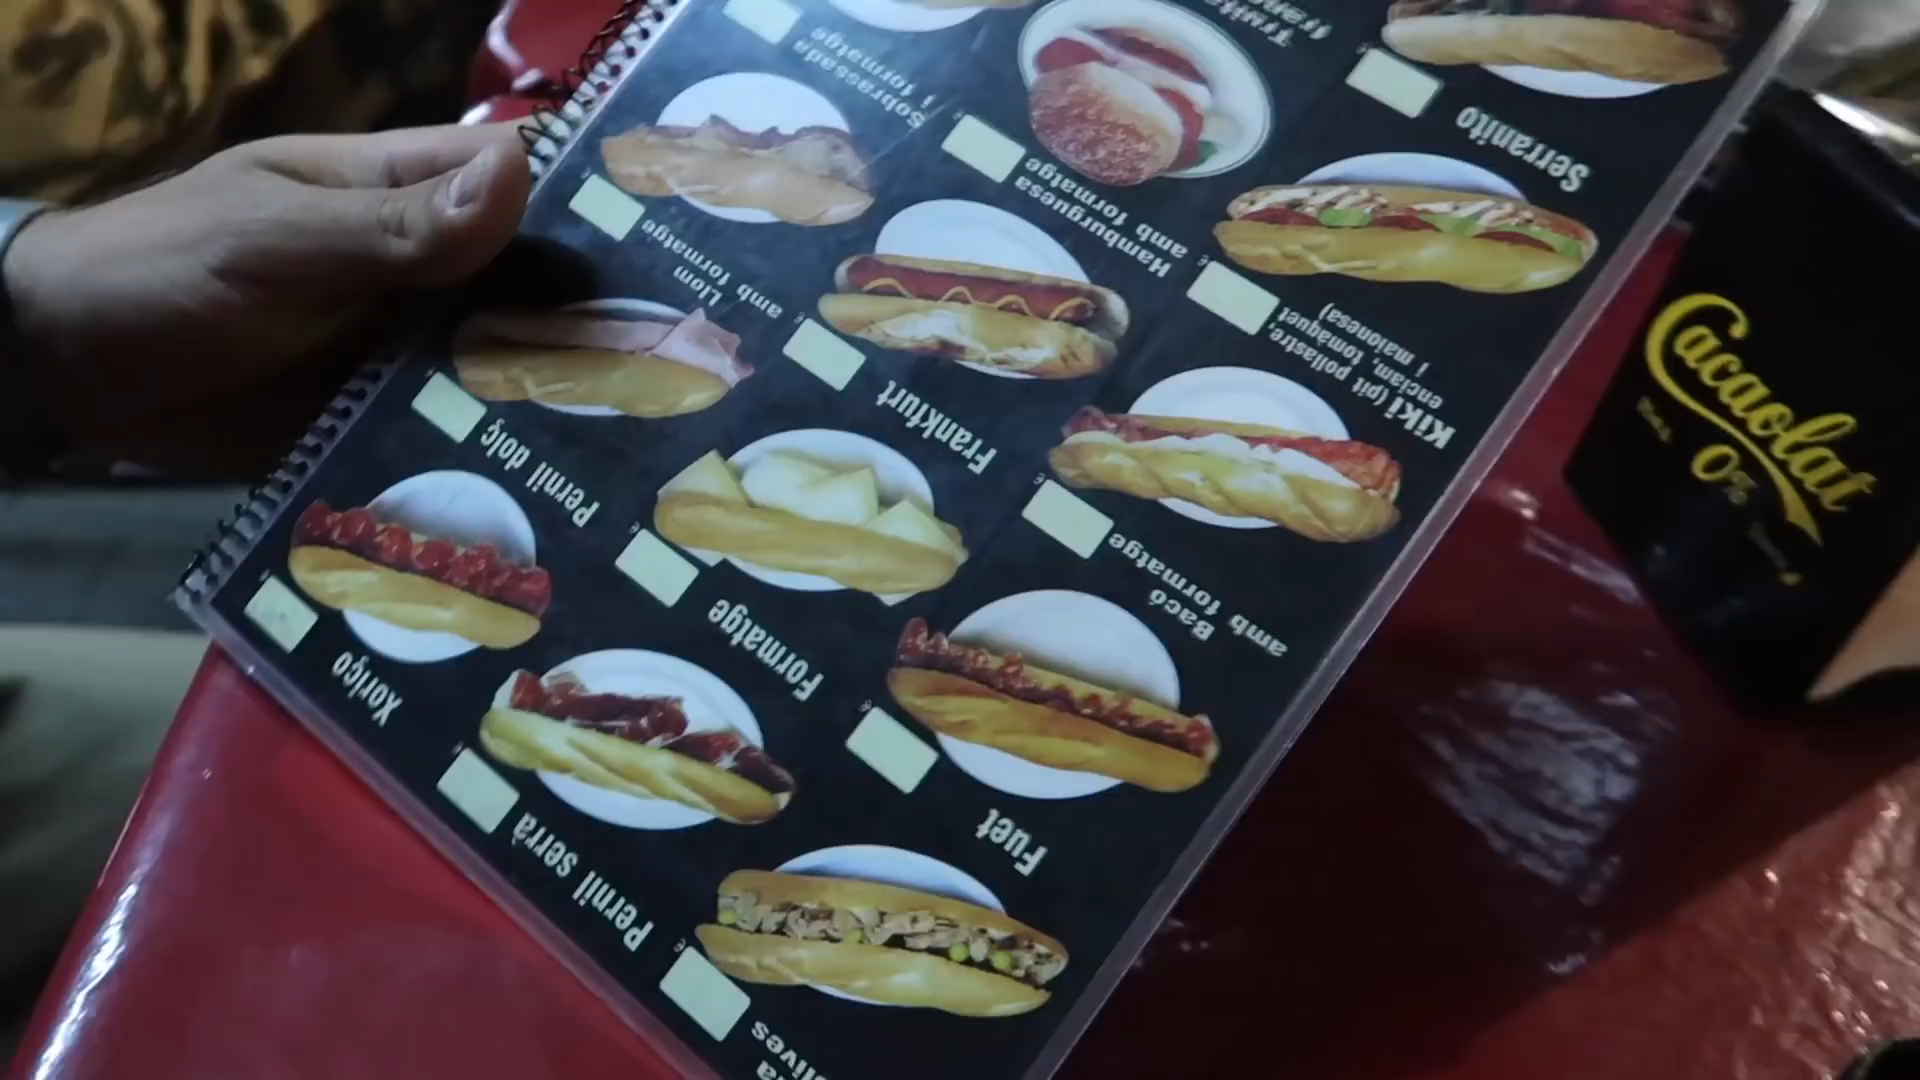 Xoriço
Pernil dolç
Llom
amb formatge
Sobrassada
i formatge
Pernil serrà
Formatge
Frankfurt
Hamburguesa
amb formatge
Fuet
Bacó
amb formatge
Kiki (pit pollastre,
enciam, tomàquet
i maionesa)
Serranito
olives
Cacaolat
0%